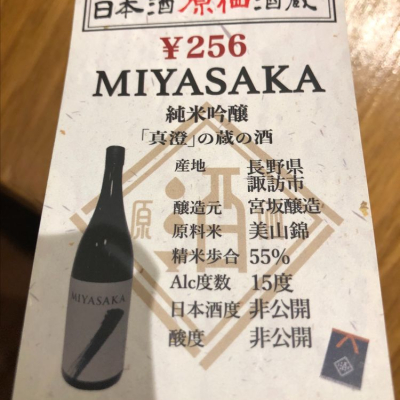 日本酒原価酒蔵
¥256
MIYASAKA
純米吟醸
「真澄」の蔵の酒
産地 長野県
諏訪市
醸造元 宮坂醸造
原料米 美山錦
精米歩合 55%
Alc度数 15度
日本酒度 非公開
酸度 非公開
原 酒 価
MIYASAKA